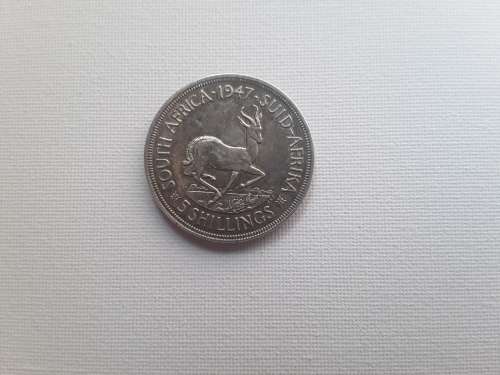 SOUTH AFRICA · 1947 · SUID-AFRIKA
5 SHILLINGS